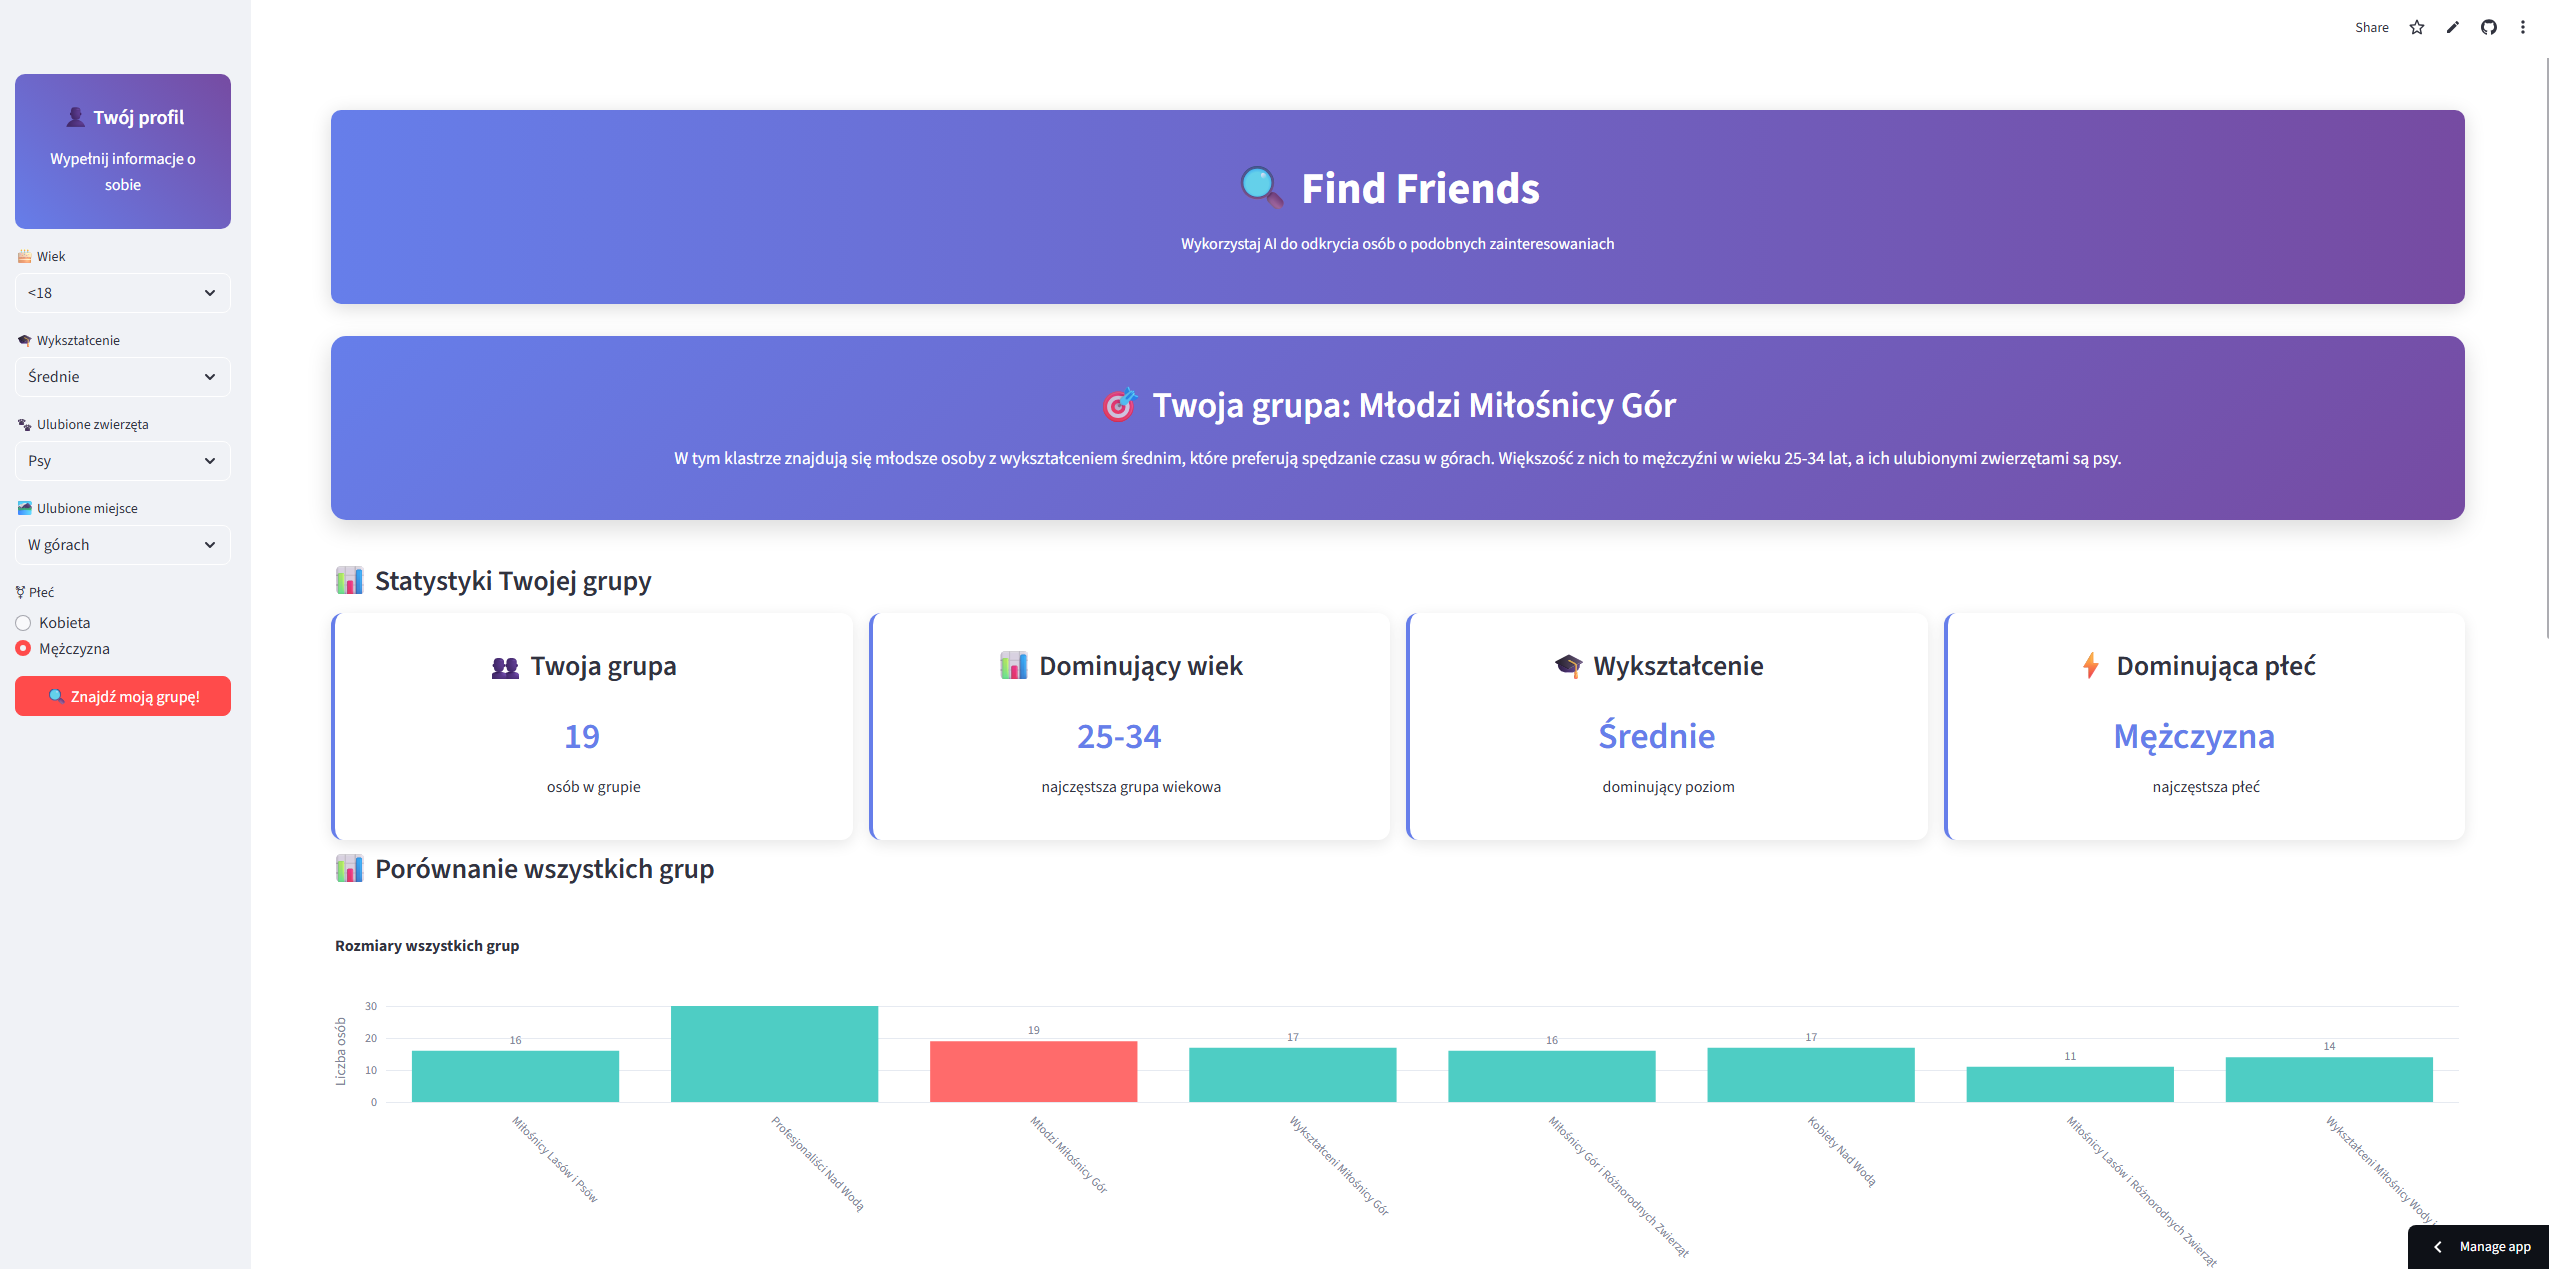 Share
Twój profil
Wypełnij informacje o
sobie
Wiek
<18
Wykształcenie
Średnie
Ulubione zwierzęta
Psy
Ulubione miejsce
W górach
Płeć
Kobieta
Mężczyzna
Znajdź moją grupę!
Find Friends
Wykorzystaj AI do odkrycia osób o podobnych zainteresowaniach
Twoja grupa: Młodzi Miłośnicy Gór
W tym klastrze znajdują się młodsze osoby z wykształceniem średnim, które preferują spędzanie czasu w górach. Większość z nich to mężczyźni w wieku 25-34 lat, a ich ulubionymi zwierzętami są psy.
Statystyki Twojej grupy
Twoja grupa
19
osób w grupie
Dominujący wiek
25-34
najczęstsza grupa wiekowa
Wykształcenie
Średnie
dominujący poziom
Dominująca płeć
Mężczyzna
najczęstsza płeć
Porównanie wszystkich grup
Rozmiary wszystkich grup
Liczba osób
30
20
10
0
16
19
17
16
17
11
14
Miłośnicy Lasów i Psów
Profesjonaliści Nad Wodą
Młodzi Miłośnicy Gór
Wykształceni Miłośnicy Gór
Miłośnicy Gór i Różnorodnych Zwierząt
Kobiety Nad Wodą
Miłośnicy Lasów i Różnorodnych Zwierząt
Wykształceni Miłośnicy Wody i
Manage app